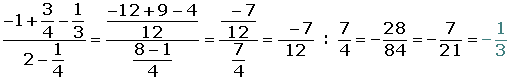 (-1 + 3/4 - 1/3) / (2 - 1/4) = ((-12 + 9 - 4)/12) / ((8 - 1)/4) = (-7/12) / (7/4) = -7/12 : 7/4 = -28/84 = -7/21 = -1/3